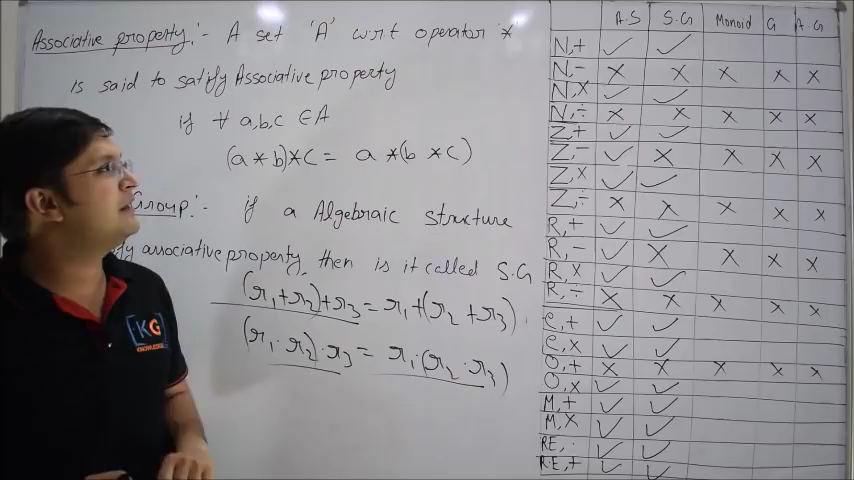 Associative property:- A set 'A' w.r.t operator *
is said to satisfy Associative property
if ∀ a,b,c ∈ A
(a * b) * c = a * (b * c)
Group:- if a Algebraic structure
associative property, then is it called S.G
(r₁+r₂)+r₃ = r₁+(r₂+r₃)
(r₁·r₂)·r₃ = r₁·(r₂·r₃)
KG
A.S S.G Monoid G A.G
N,+ ✓ ✓
N,- × × × × ×
N,× ✓ ✓
N,÷ × × × × ×
Z,+ ✓ ✓
Z,- ✓ × × × ×
Z,× ✓ ✓
Z,÷ × × × × ×
R,+ ✓ ✓
R,- ✓ × × × ×
R,× ✓ ✓
R,÷ × × × × ×
e,+ ✓ ✓
e,× ✓ ✓
O,+ × × × × ×
O,× ✓ ✓
M,+ ✓ ✓
M,× ✓ ✓
RE,· ✓ ✓
R.E,+ ✓ ✓